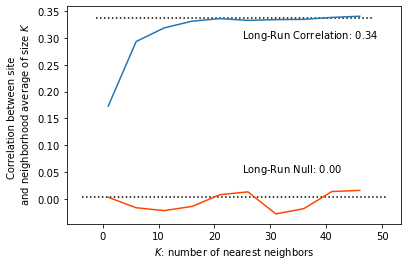 Correlation between site
and neighborhood average of size K
0.35
0.30
0.25
0.20
0.15
0.10
0.05
0.00
Long-Run Correlation: 0.34
Long-Run Null: 0.00
0 10 20 30 40 50
K: number of nearest neighbors